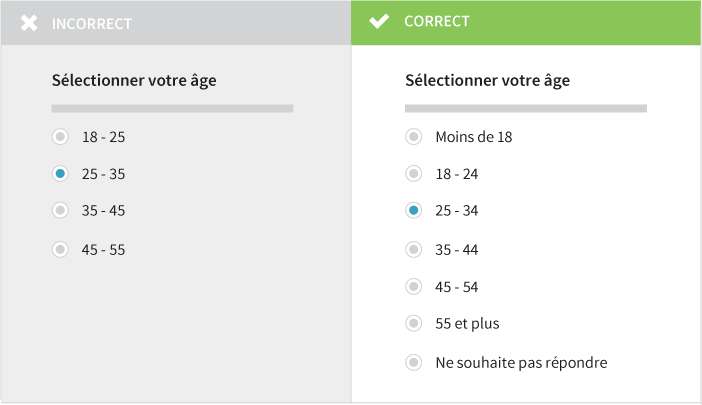 INCORRECT
Sélectionner votre âge
18 - 25
25 - 35
35 - 45
45 - 55
CORRECT
Sélectionner votre âge
Moins de 18
18 - 24
25 - 34
35 - 44
45 - 54
55 et plus
Ne souhaite pas répondre